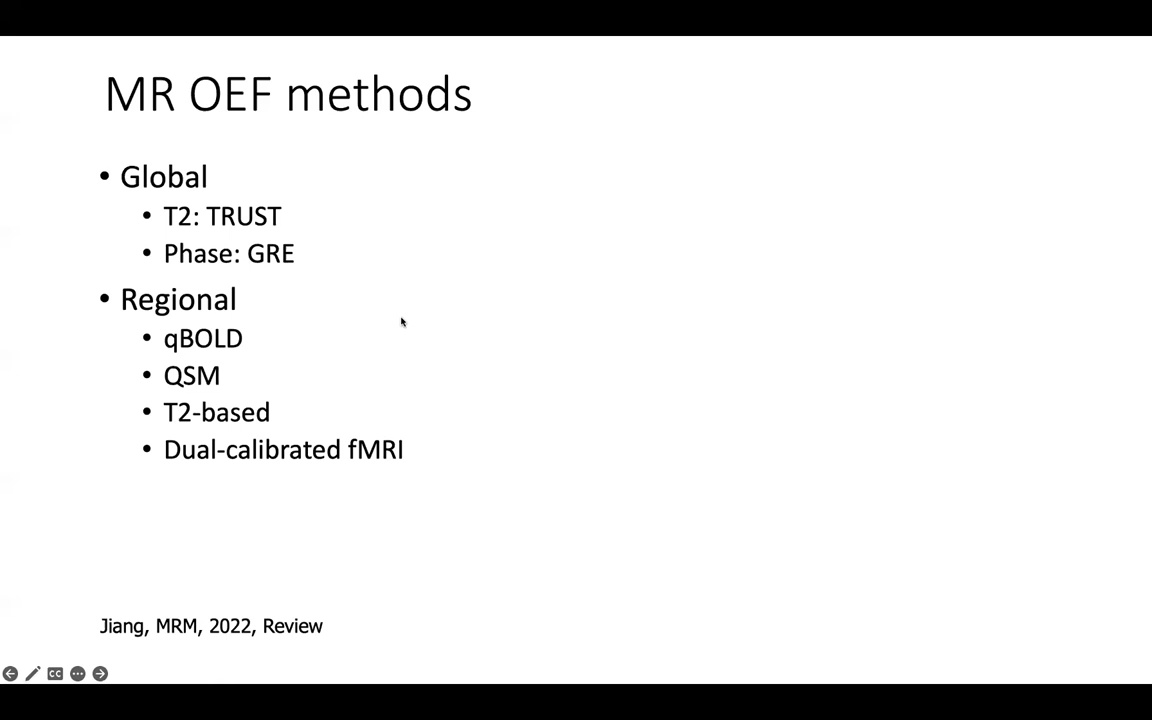 MR OEF methods
• Global
• T2: TRUST
• Phase: GRE
• Regional
• qBOLD
• QSM
• T2-based
• Dual-calibrated fMRI
Jiang, MRM, 2022, Review
CC